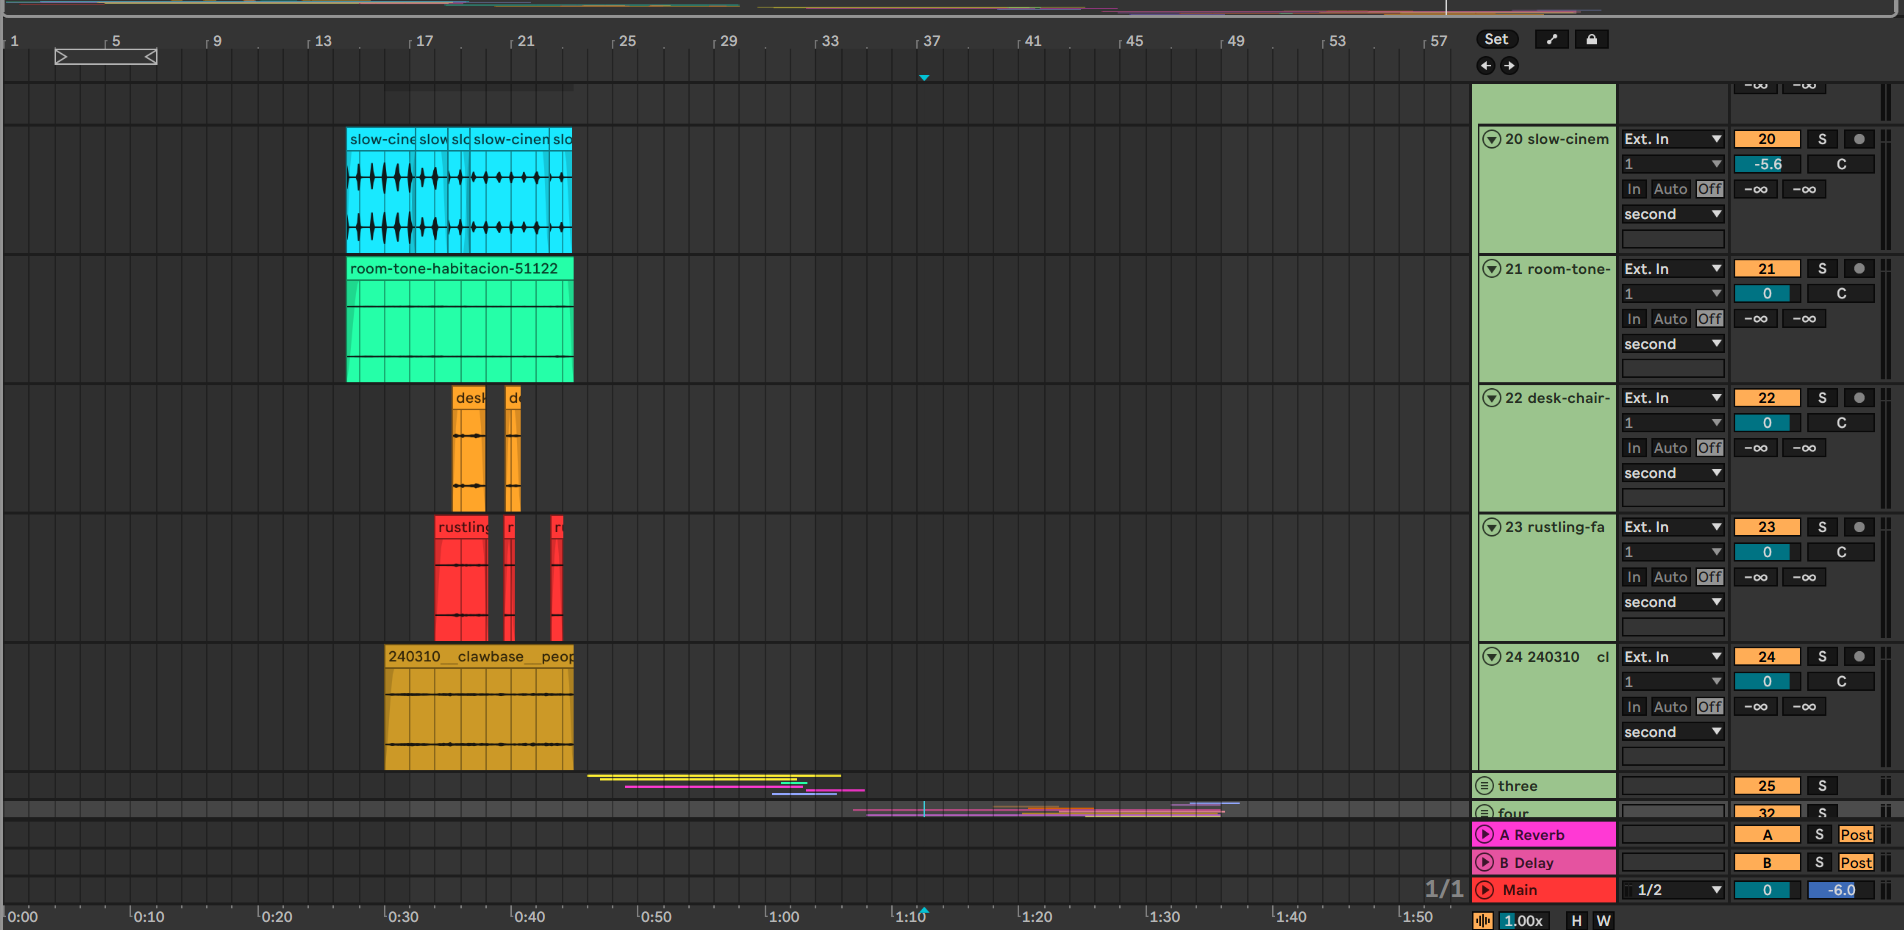 1 5 9 13 17 21 25 29 33 37 41 45 49 53 57 Set
-∞ -∞
slow-cine slow slo slow-cinen slo 20 slow-cinem Ext. In 20 S
1 -5.6 C
In Auto Off -∞ -∞
second
room-tone-habitacion-51122 21 room-tone- Ext. In 21 S
1 0 C
In Auto Off -∞ -∞
second
desk de 22 desk-chair- Ext. In 22 S
1 0 C
In Auto Off -∞ -∞
second
rustling r ru 23 rustling-fa Ext. In 23 S
1 0 C
In Auto Off -∞ -∞
second
240310__clawbase__peop 24 240310__cl Ext. In 24 S
1 0 C
In Auto Off -∞ -∞
second
three 25 S
four 32 S
A Reverb A S Post
B Delay B S Post
1/1 Main 1/2 0 -6.0
0:00 0:10 0:20 0:30 0:40 0:50 1:00 1:10 1:20 1:30 1:40 1:50 1.00x H W